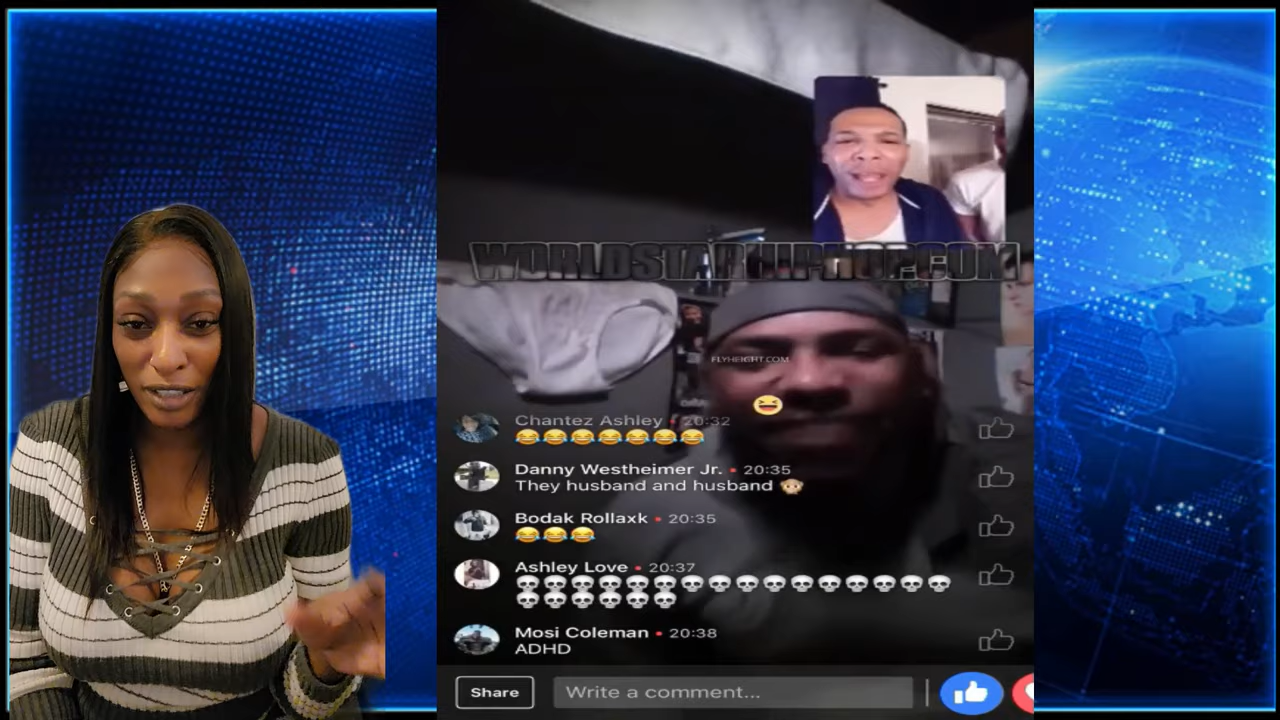 WORLDSTARHIPHOP.COM
FLYHEIGHT.COM
Chantez Ashley • 20:32
😂😂😂😂😂😂😂
Danny Westheimer Jr. • 20:35
They husband and husband 🙊
Bodak Rollaxk • 20:35
😂😂😂
Ashley Love • 20:37
💀💀💀💀💀💀💀💀💀💀💀💀💀💀💀💀
💀💀💀💀💀💀
Mosi Coleman • 20:38
ADHD
Share
Write a comment...